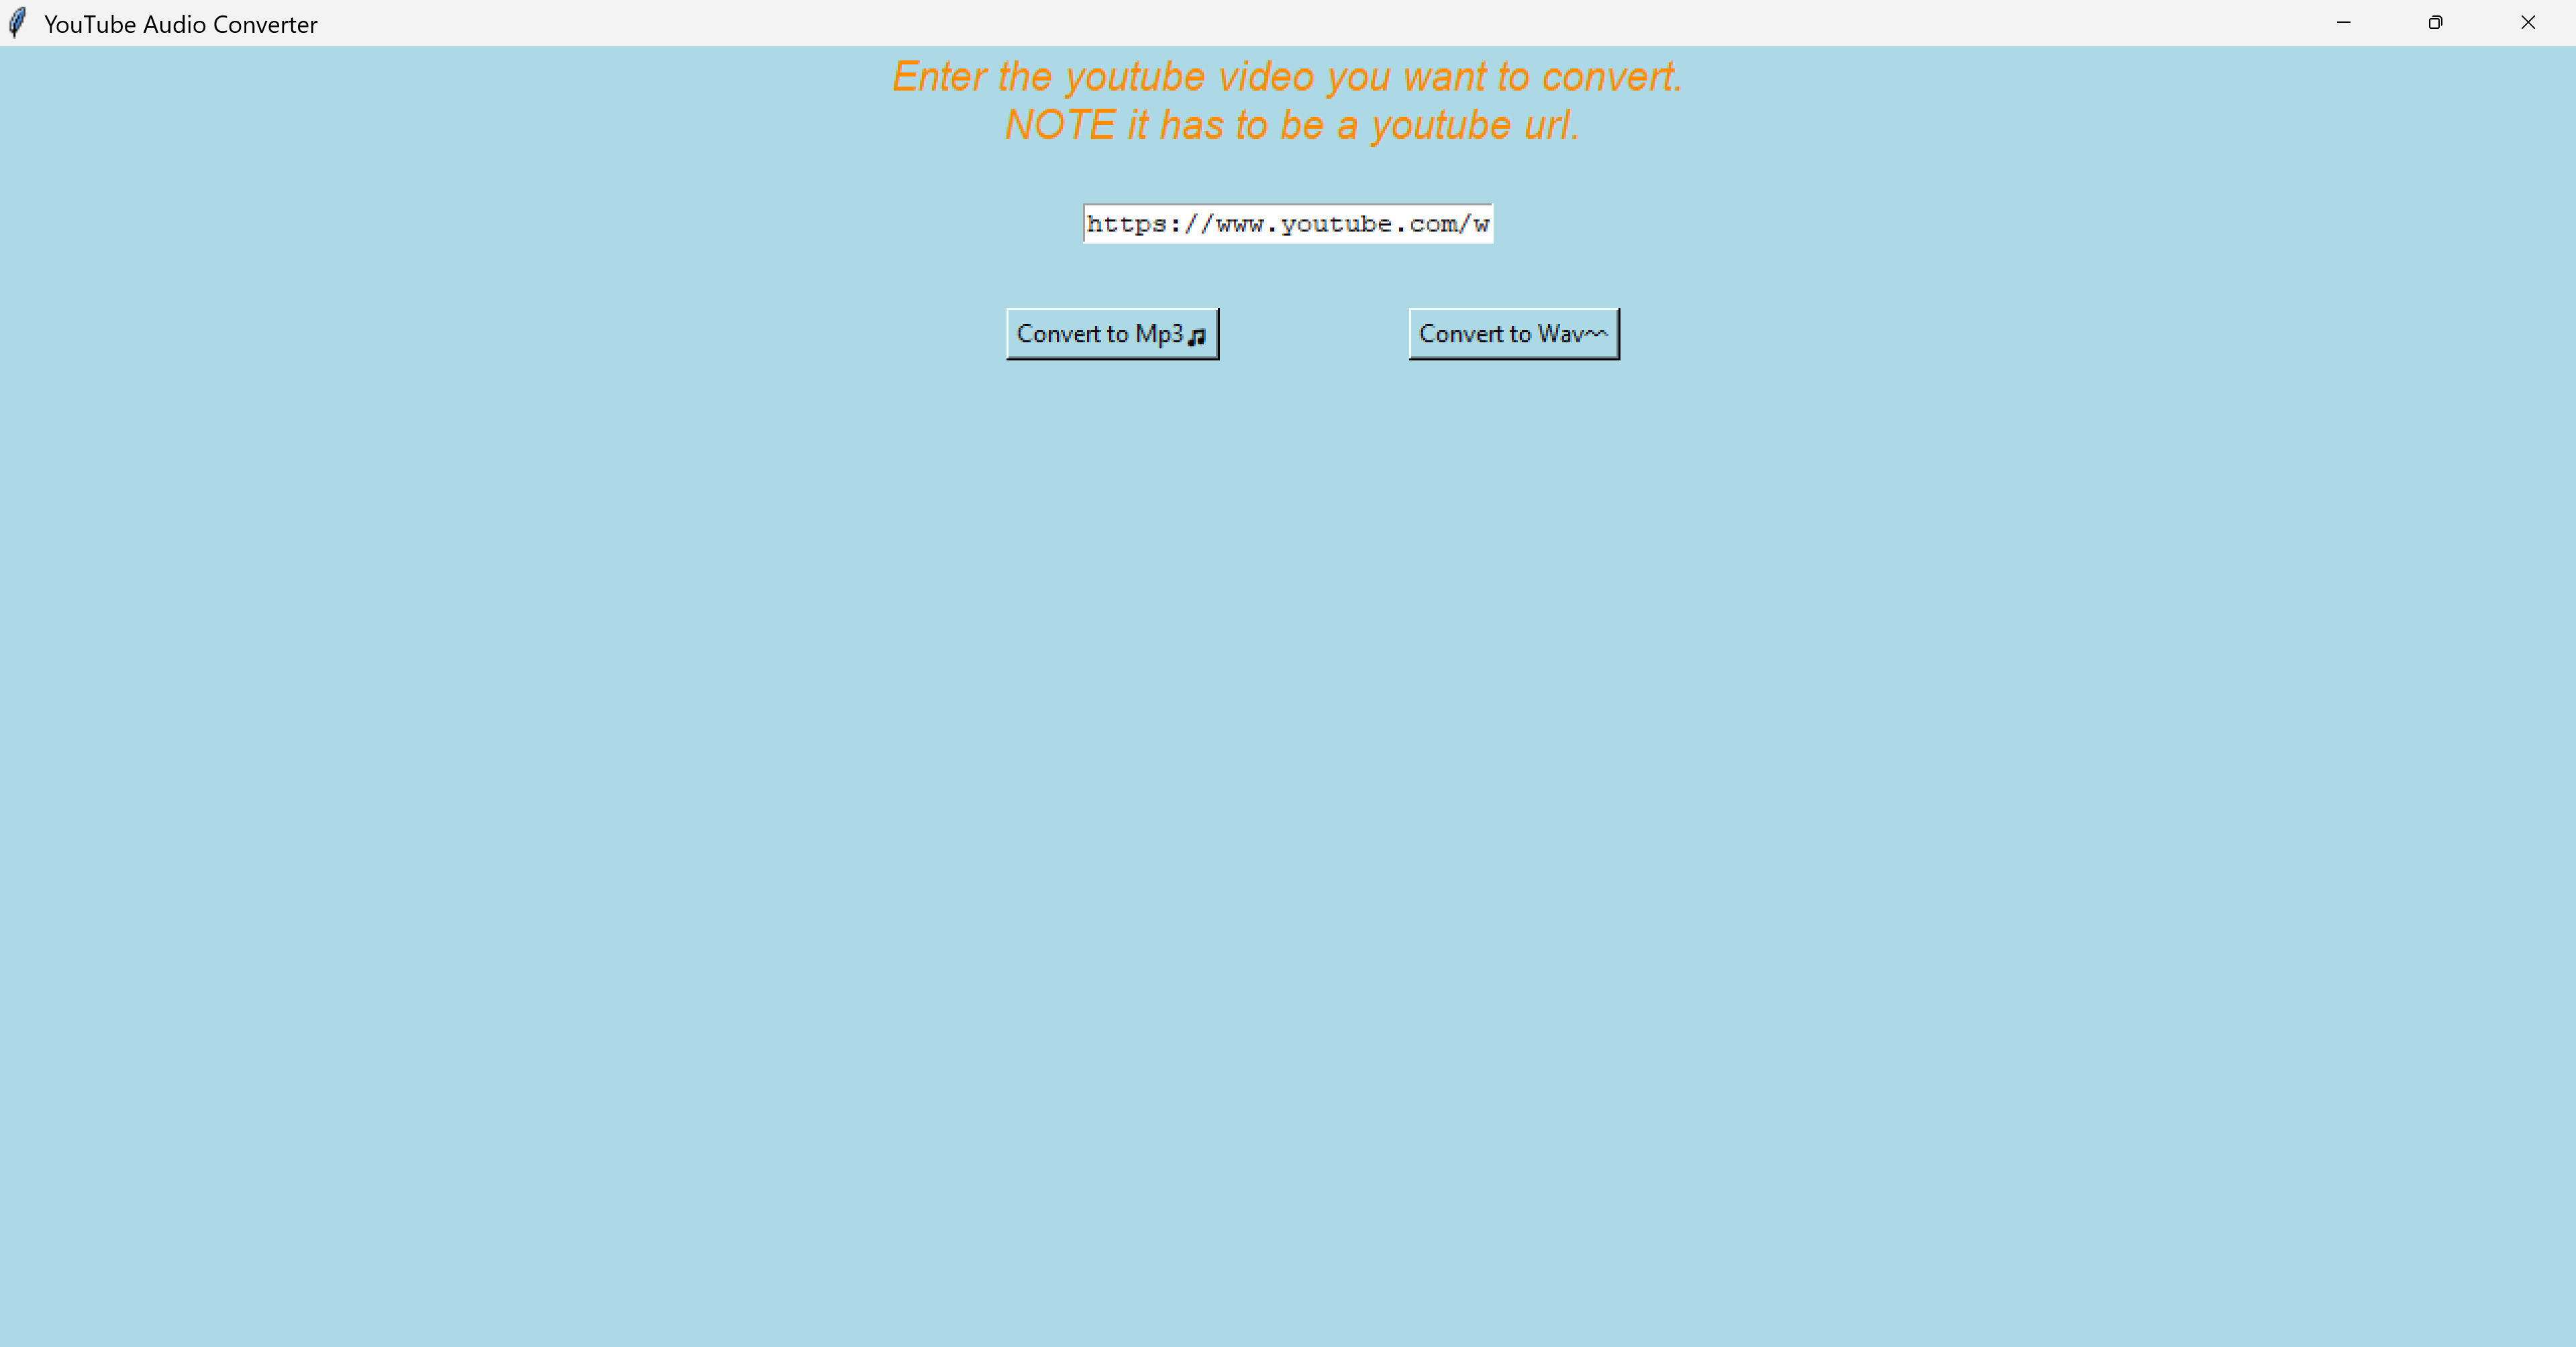 YouTube Audio Converter
Enter the youtube video you want to convert.
NOTE it has to be a youtube url.
https://www.youtube.com/w
Convert to Mp3♫
Convert to Wav〰